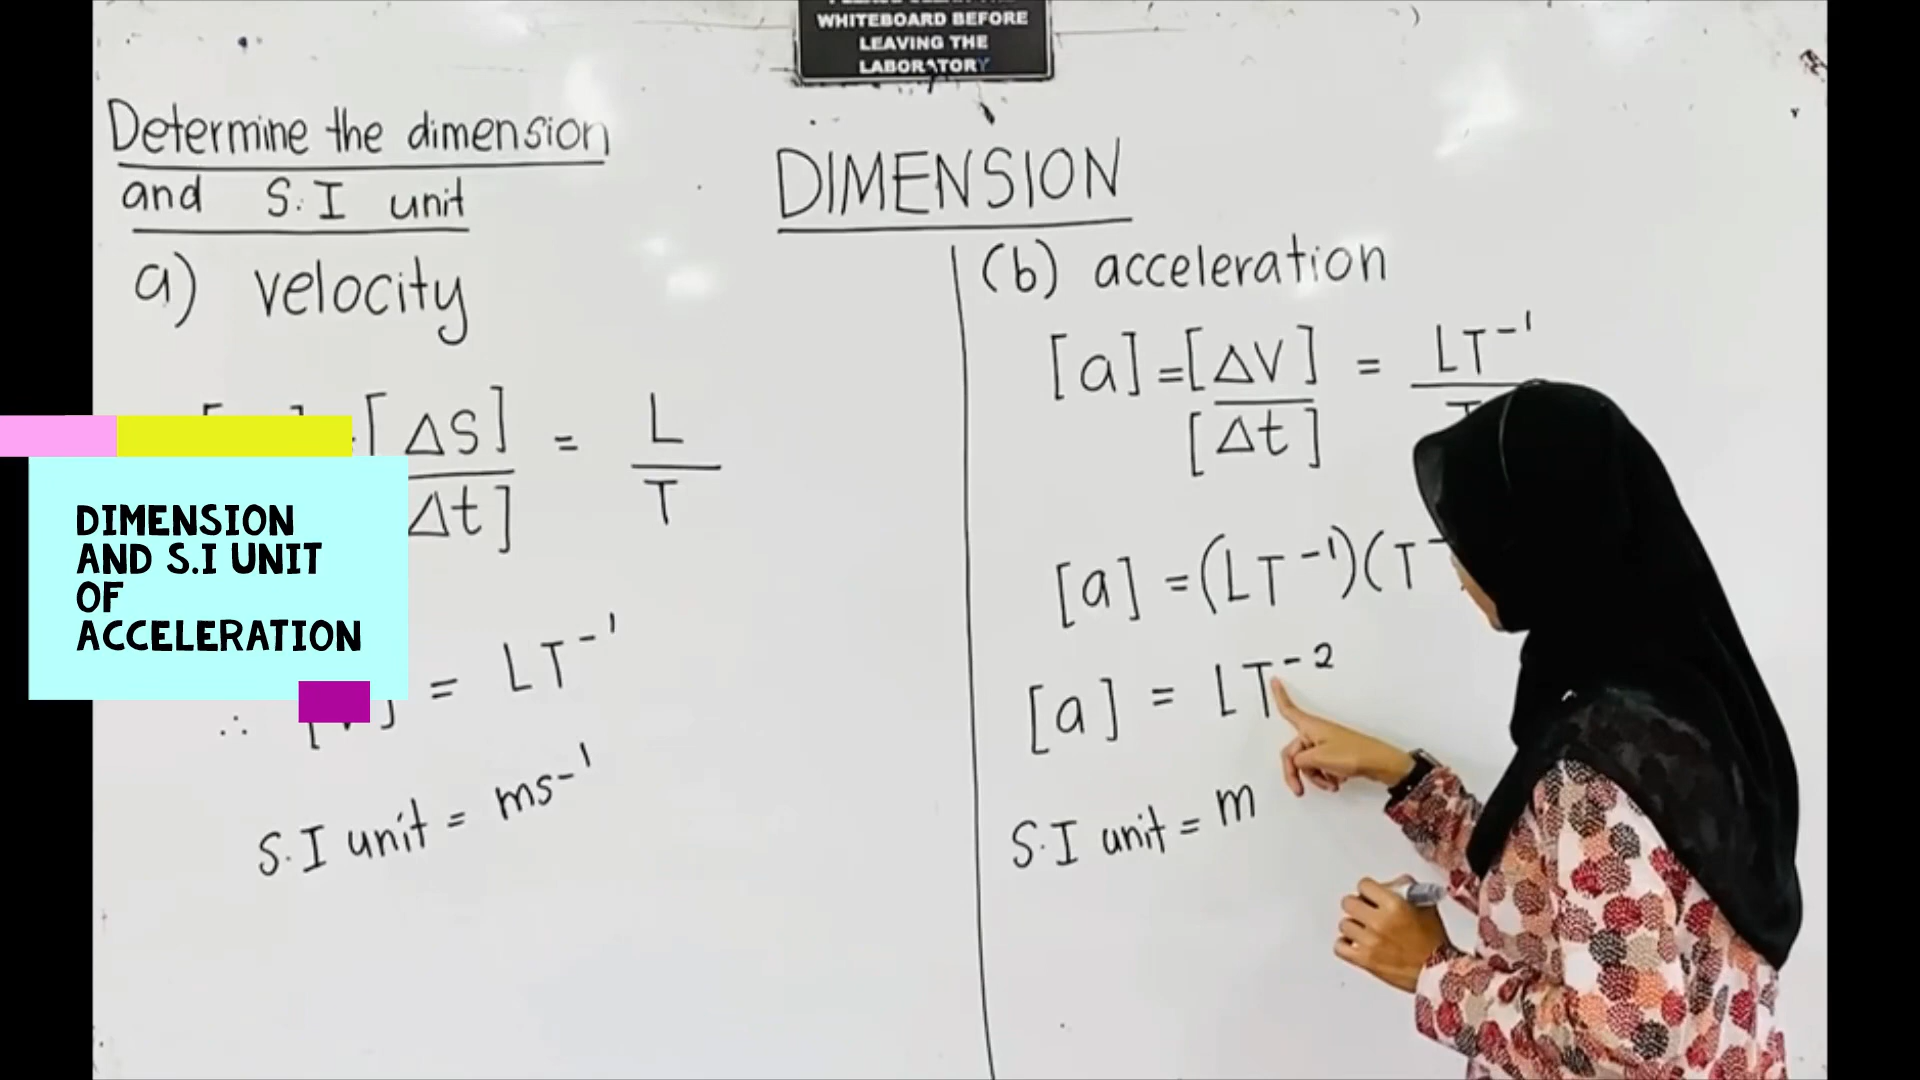 WHITEBOARD BEFORE
LEAVING THE
LABORATORY
Determine the dimension
and S.I unit
DIMENSION
a) velocity
[ΔS] = L
Δt] T
∴ [v] = LT⁻¹
S.I unit = ms⁻¹
(b) acceleration
[a] = [ΔV] = LT⁻¹
[Δt] T
[a] = (LT⁻¹)(T⁻
[a] = LT⁻²
S.I unit = m
DIMENSION
AND S.I UNIT
OF
ACCELERATION